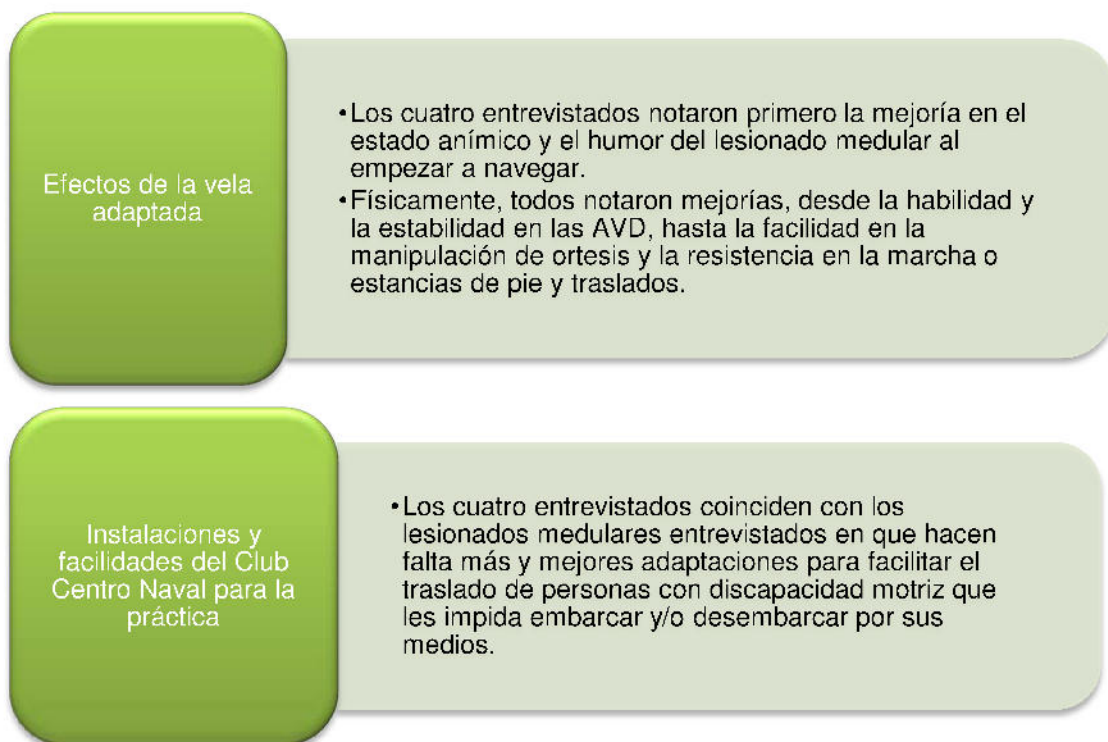 Efectos de la vela
adaptada
•Los cuatro entrevistados notaron primero la mejoría en el
estado anímico y el humor del lesionado medular al
empezar a navegar.
•Físicamente, todos notaron mejorías, desde la habilidad y
la estabilidad en las AVD, hasta la facilidad en la
manipulación de ortesis y la resistencia en la marcha o
estancias de pie y traslados.
Instalaciones y
facilidades del Club
Centro Naval para la
práctica
•Los cuatro entrevistados coinciden con los
lesionados medulares entrevistados en que hacen
falta más y mejores adaptaciones para facilitar el
traslado de personas con discapacidad motriz que
les impida embarcar y/o desembarcar por sus
medios.